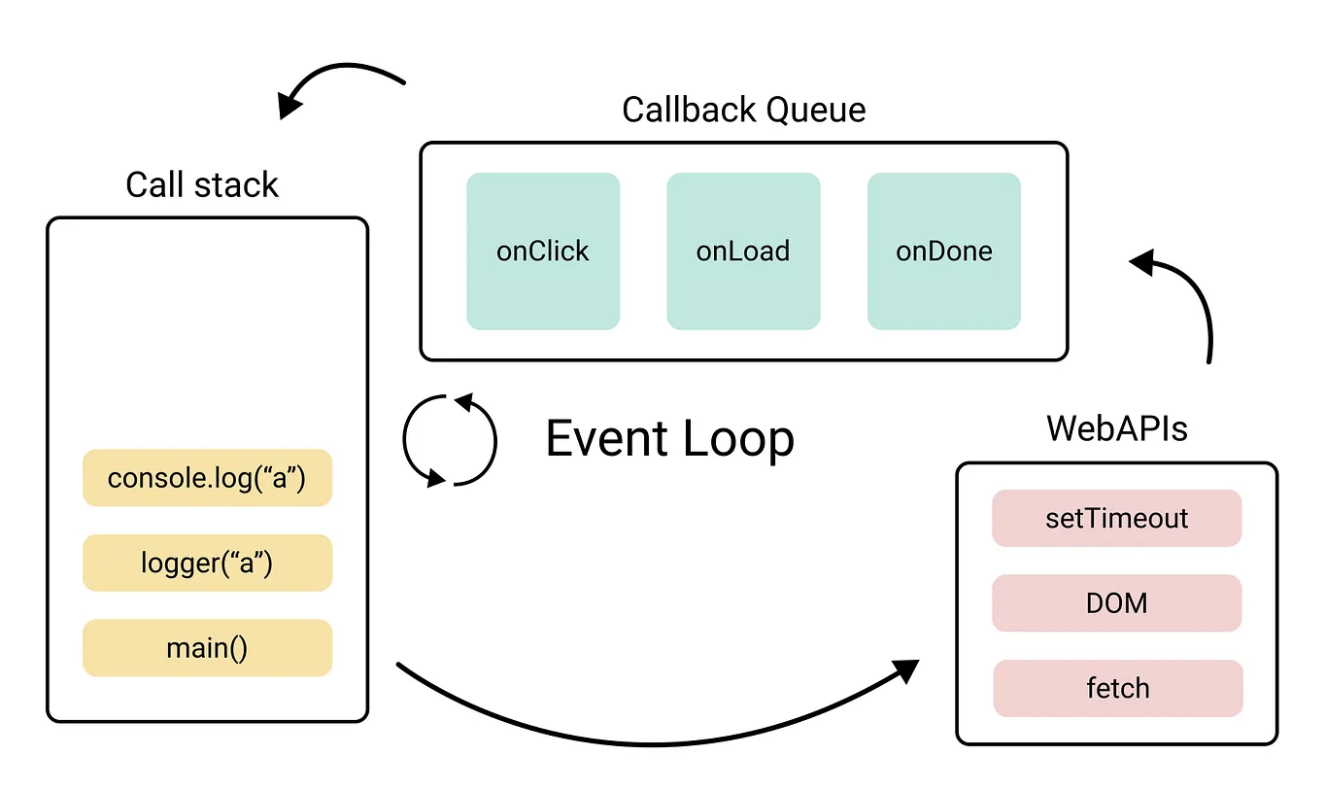 Callback Queue
onClick
onLoad
onDone
Call stack
console.log(“a”)
logger(“a”)
main()
Event Loop
WebAPIs
setTimeout
DOM
fetch